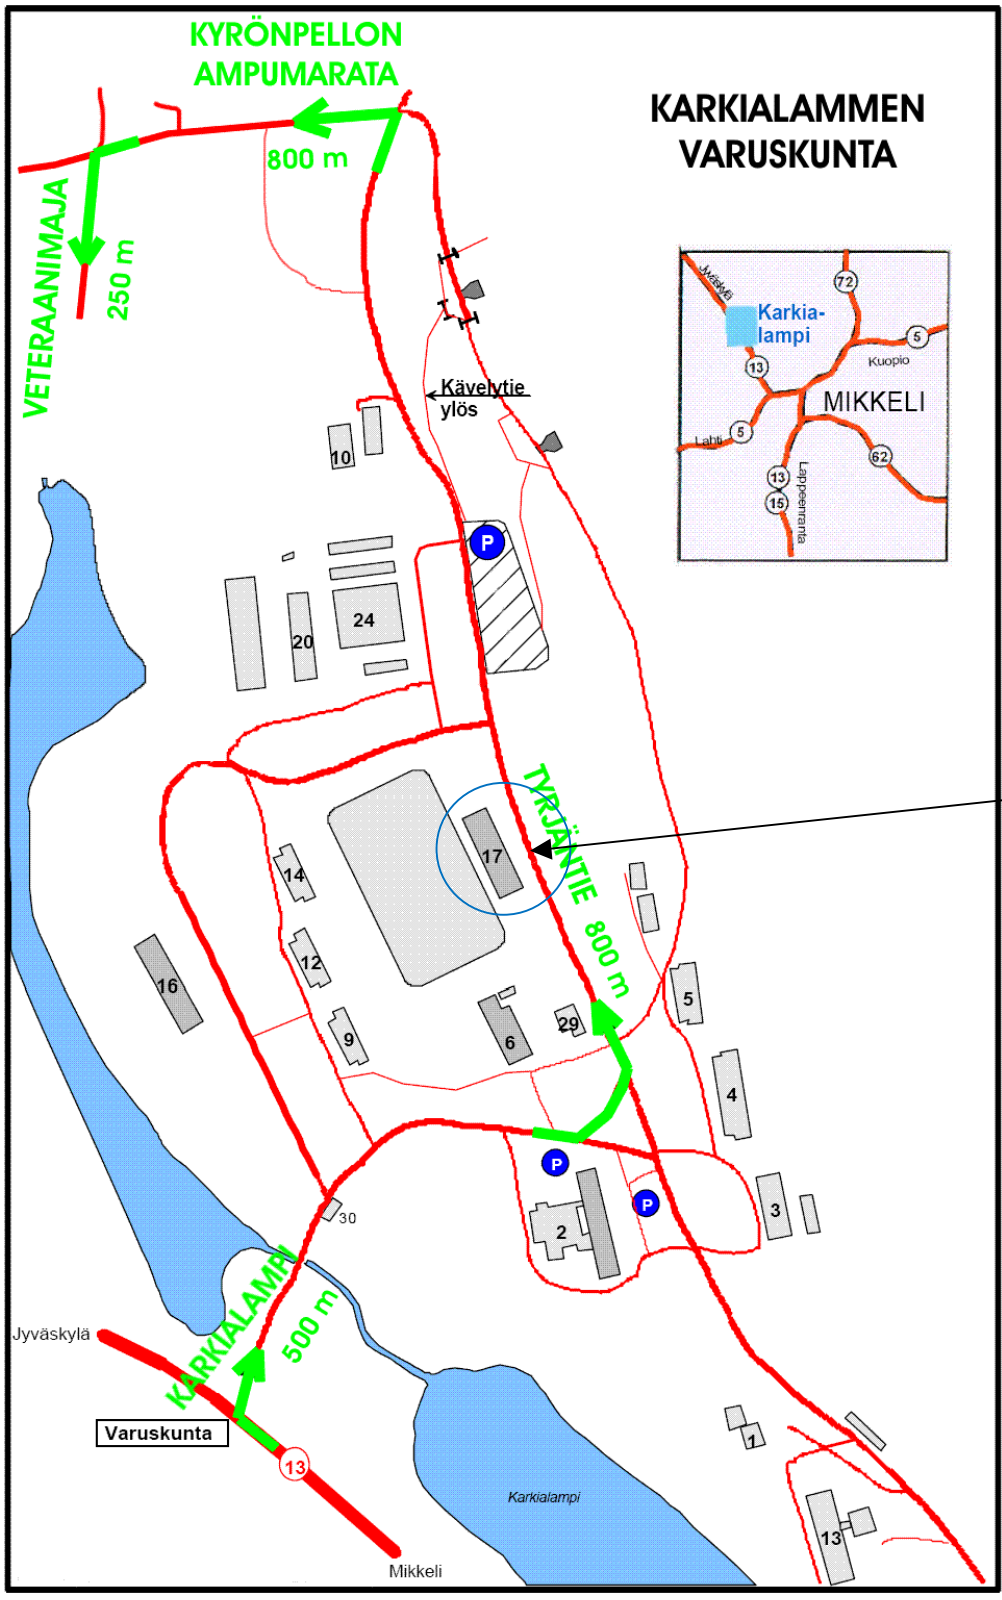 KYRÖNPELLON
AMPUMARATA
KARKIALAMMEN
VARUSKUNTA
800 m
VETERAANIMAJA
250 m
Jyväskylä
72
Karkia-
lampi
5
Kuopio
13
MIKKELI
Lahti
5
62
13
15
Lappeenranta
Kävelytie
ylös
10
P
24
20
TYRJÄNTIE 800 m
17
14
12
16
9
6
29
5
4
P
P
2
3
30
KARKIALAMPI
500 m
Jyväskylä
Varuskunta
13
Mikkeli
Karkialampi
1
13